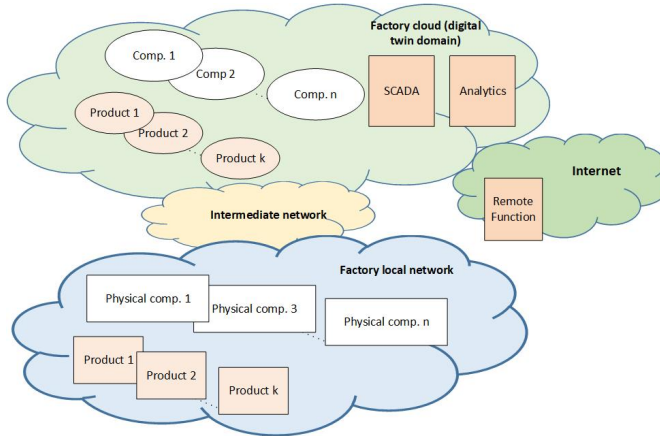 Factory cloud (digital
twin domain)
Comp. 1
Comp 2
Comp. n
SCADA
Analytics
Product 1
Product 2
Product k
Internet
Remote
Function
Intermediate network
Factory local network
Physical comp. 1
Physical comp. 3
Physical comp. n
Product 1
Product 2
Product k